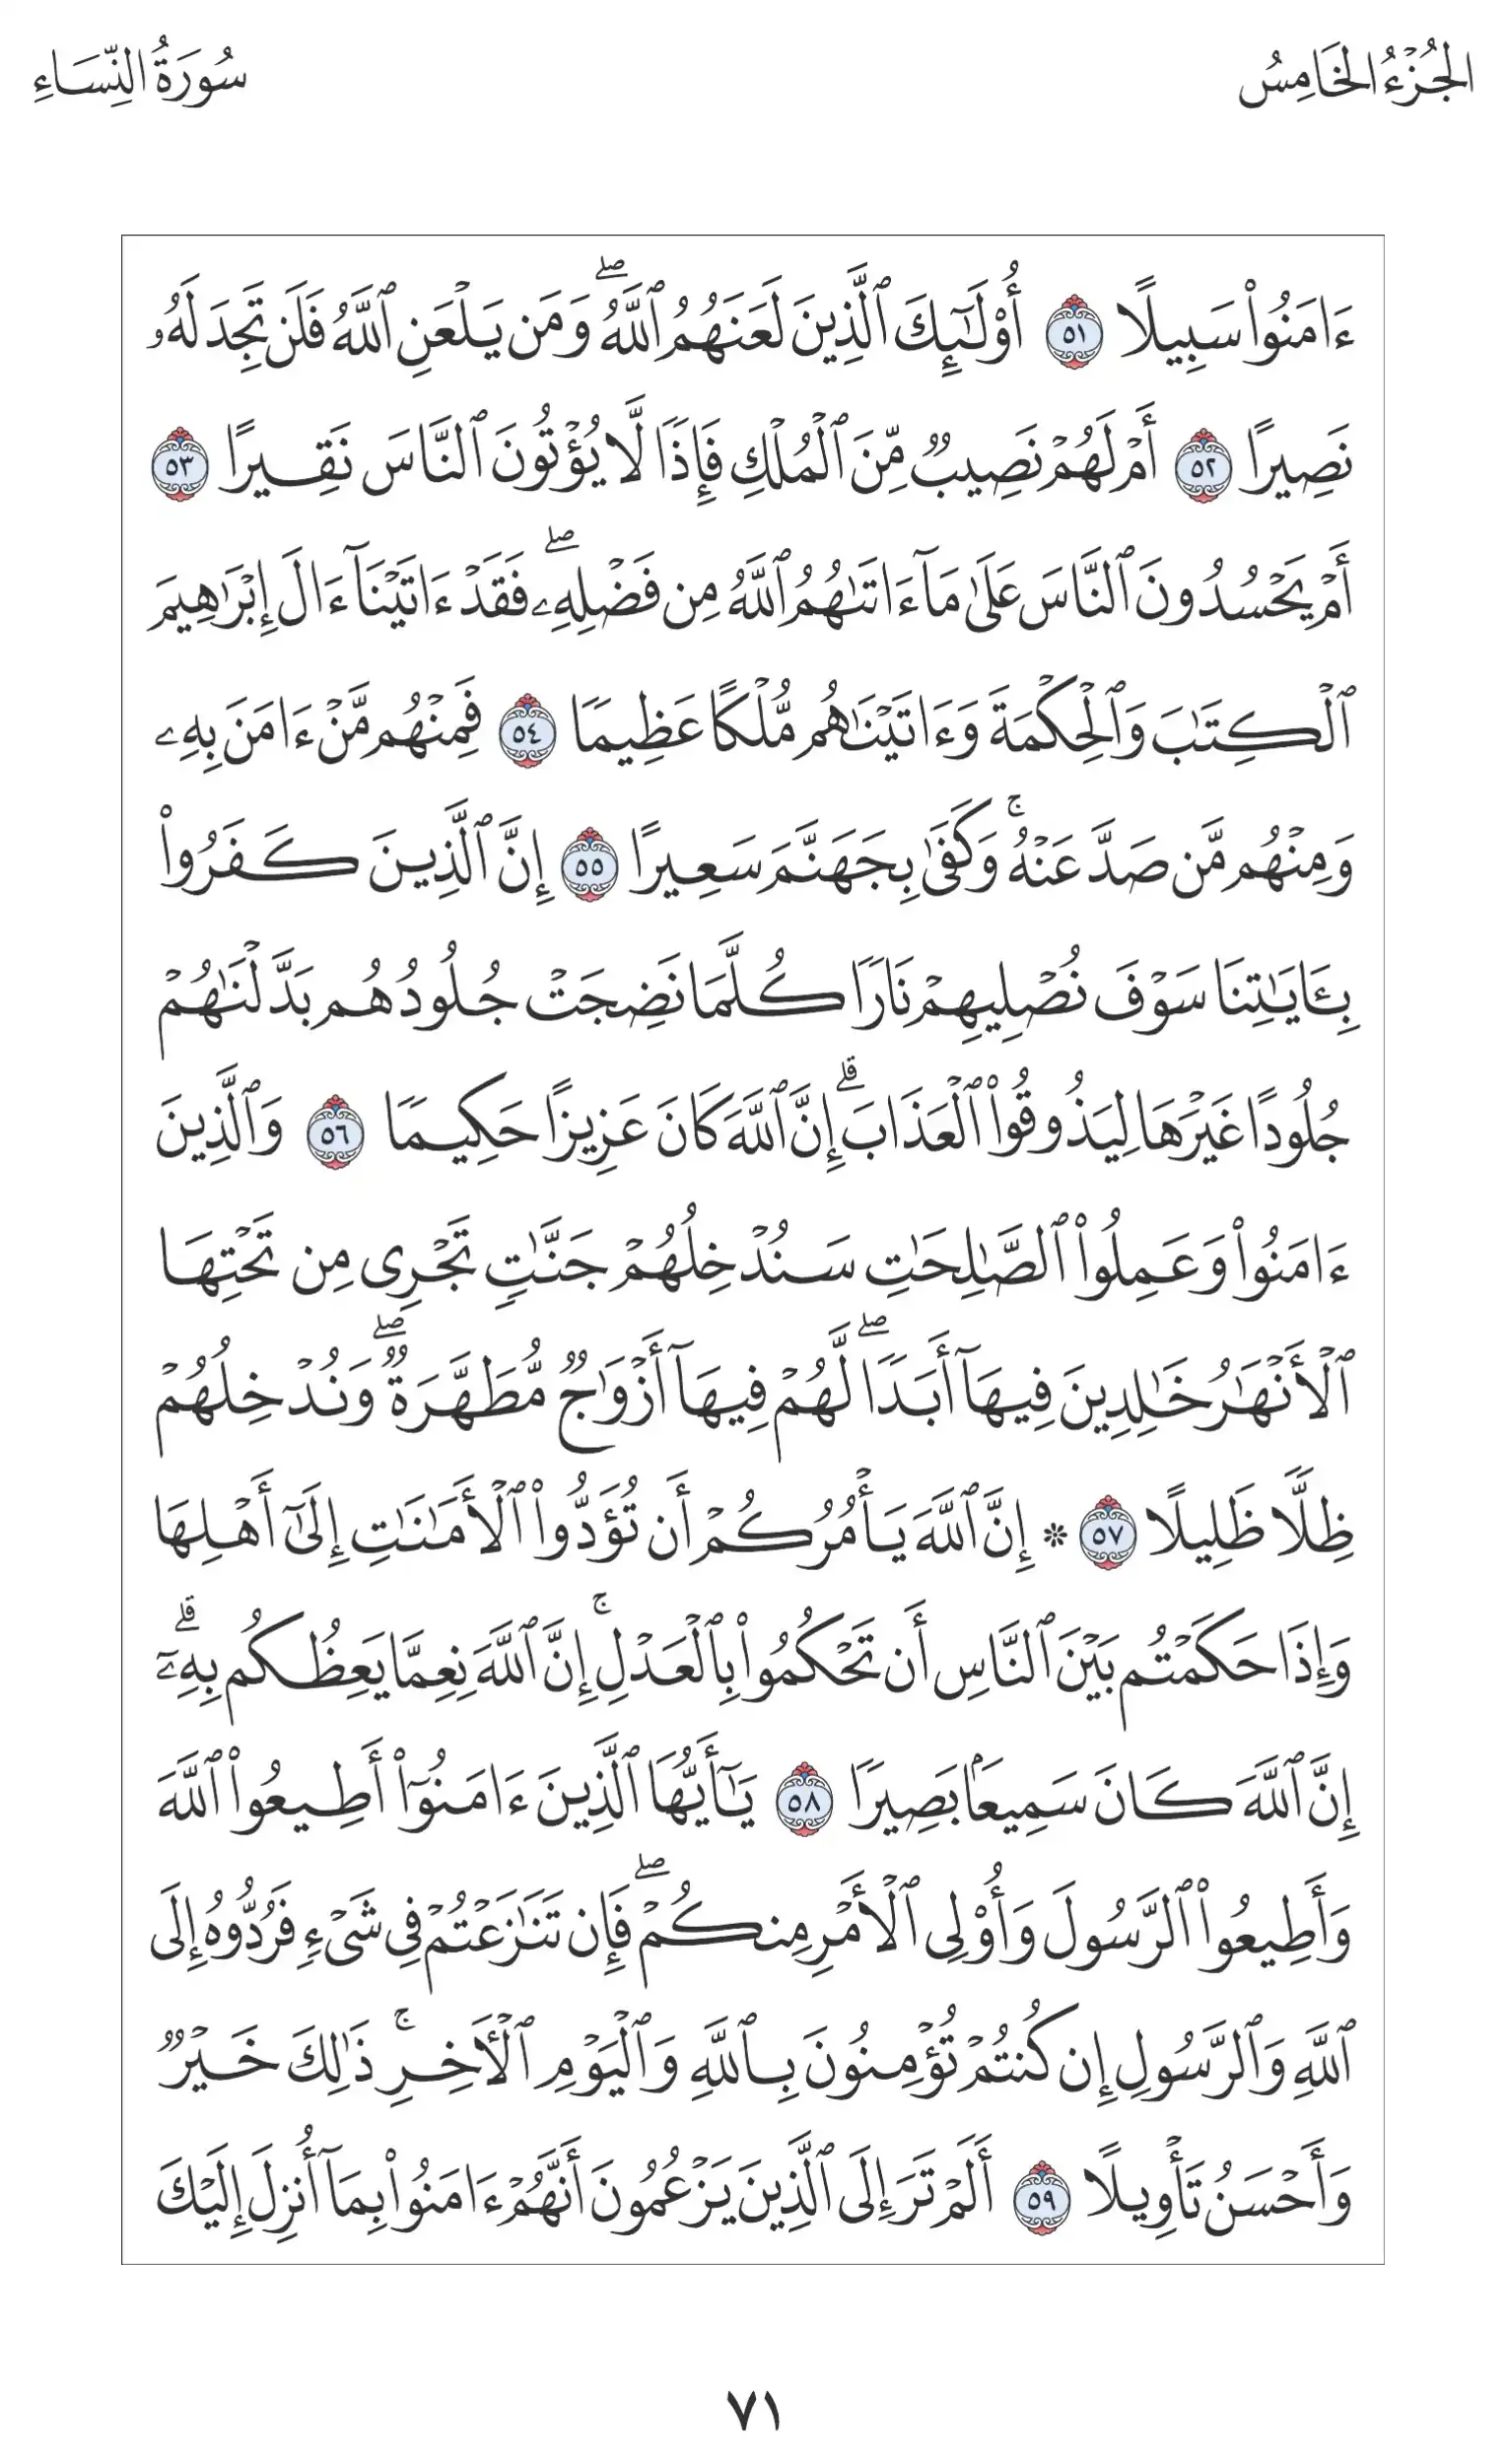 الجُزْءُ الخَامِسُ
سُورَةُ النِّسَاءِ
ءَامَنُواْ سَبِيلًا ٥١ أُوْلَٰٓئِكَ ٱلَّذِينَ لَعَنَهُمُ ٱللَّهُۖ وَمَن يَلۡعَنِ ٱللَّهُ فَلَن تَجِدَ لَهُۥ
نَصِيرًا ٥٢ أَمۡ لَهُمۡ نَصِيبٞ مِّنَ ٱلۡمُلۡكِ فَإِذٗا لَّا يُؤۡتُونَ ٱلنَّاسَ نَقِيرًا ٥٣
أَمۡ يَحۡسُدُونَ ٱلنَّاسَ عَلَىٰ مَآ ءَاتَىٰهُمُ ٱللَّهُ مِن فَضۡلِهِۦۖ فَقَدۡ ءَاتَيۡنَآ ءَالَ إِبۡرَٰهِيمَ
ٱلۡكِتَٰبَ وَٱلۡحِكۡمَةَ وَءَاتَيۡنَٰهُم مُّلۡكًا عَظِيمٗا ٥٤ فَمِنۡهُم مَّنۡ ءَامَنَ بِهِۦ
وَمِنۡهُم مَّن صَدَّ عَنۡهُۚ وَكَفَىٰ بِجَهَنَّمَ سَعِيرًا ٥٥ إِنَّ ٱلَّذِينَ كَفَرُواْ
بِـَٔايَٰتِنَا سَوۡفَ نُصۡلِيهِمۡ نَارٗا كُلَّمَا نَضِجَتۡ جُلُودُهُم بَدَّلۡنَٰهُمۡ
جُلُودًا غَيۡرَهَا لِيَذُوقُواْ ٱلۡعَذَابَۗ إِنَّ ٱللَّهَ كَانَ عَزِيزًا حَكِيمٗا ٥٦ وَٱلَّذِينَ
ءَامَنُواْ وَعَمِلُواْ ٱلصَّٰلِحَٰتِ سَنُدۡخِلُهُمۡ جَنَّٰتٖ تَجۡرِي مِن تَحۡتِهَا
ٱلۡأَنۡهَٰرُ خَٰلِدِينَ فِيهَآ أَبَدٗاۖ لَّهُمۡ فِيهَآ أَزۡوَٰجٞ مُّطَهَّرَةٞۖ وَنُدۡخِلُهُمۡ
ظِلّٗا ظَلِيلًا ٥٧ ۞ إِنَّ ٱللَّهَ يَأۡمُرُكُمۡ أَن تُؤَدُّواْ ٱلۡأَمَٰنَٰتِ إِلَىٰٓ أَهۡلِهَا
وَإِذَا حَكَمۡتُم بَيۡنَ ٱلنَّاسِ أَن تَحۡكُمُواْ بِٱلۡعَدۡلِۚ إِنَّ ٱللَّهَ نِعِمَّا يَعِظُكُم بِهِۦٓۗ
إِنَّ ٱللَّهَ كَانَ سَمِيعَۢا بَصِيرٗا ٥٨ يَٰٓأَيُّهَا ٱلَّذِينَ ءَامَنُوٓاْ أَطِيعُواْ ٱللَّهَ
وَأَطِيعُواْ ٱلرَّسُولَ وَأُوْلِي ٱلۡأَمۡرِ مِنكُمۡۖ فَإِن تَنَٰزَعۡتُمۡ فِي شَيۡءٖ فَرُدُّوهُ إِلَى
ٱللَّهِ وَٱلرَّسُولِ إِن كُنتُمۡ تُؤۡمِنُونَ بِٱللَّهِ وَٱلۡيَوۡمِ ٱلۡأٓخِرِۚ ذَٰلِكَ خَيۡرٞ
وَأَحۡسَنُ تَأۡوِيلًا ٥٩ أَلَمۡ تَرَ إِلَى ٱلَّذِينَ يَزۡعُمُونَ أَنَّهُمۡ ءَامَنُواْ بِمَآ أُنزِلَ إِلَيۡكَ
٧١